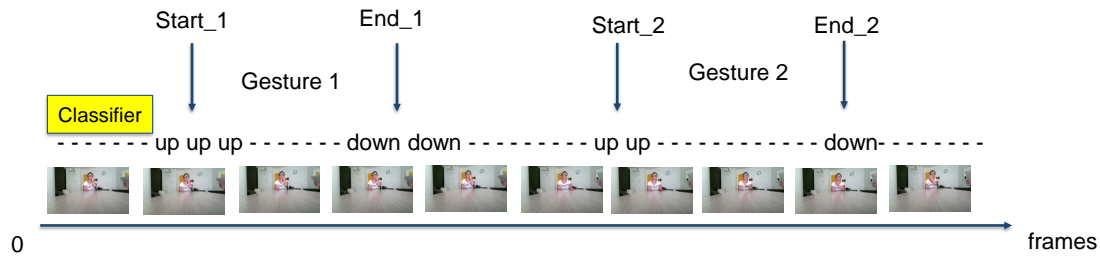 Start_1 End_1 Start_2 End_2
Gesture 1 Gesture 2
Classifier
- - - - - - - up up up - - - - - - - down down - - - - - - - - - up up - - - - - - - - - - - - down- - - - - - - -
0 frames